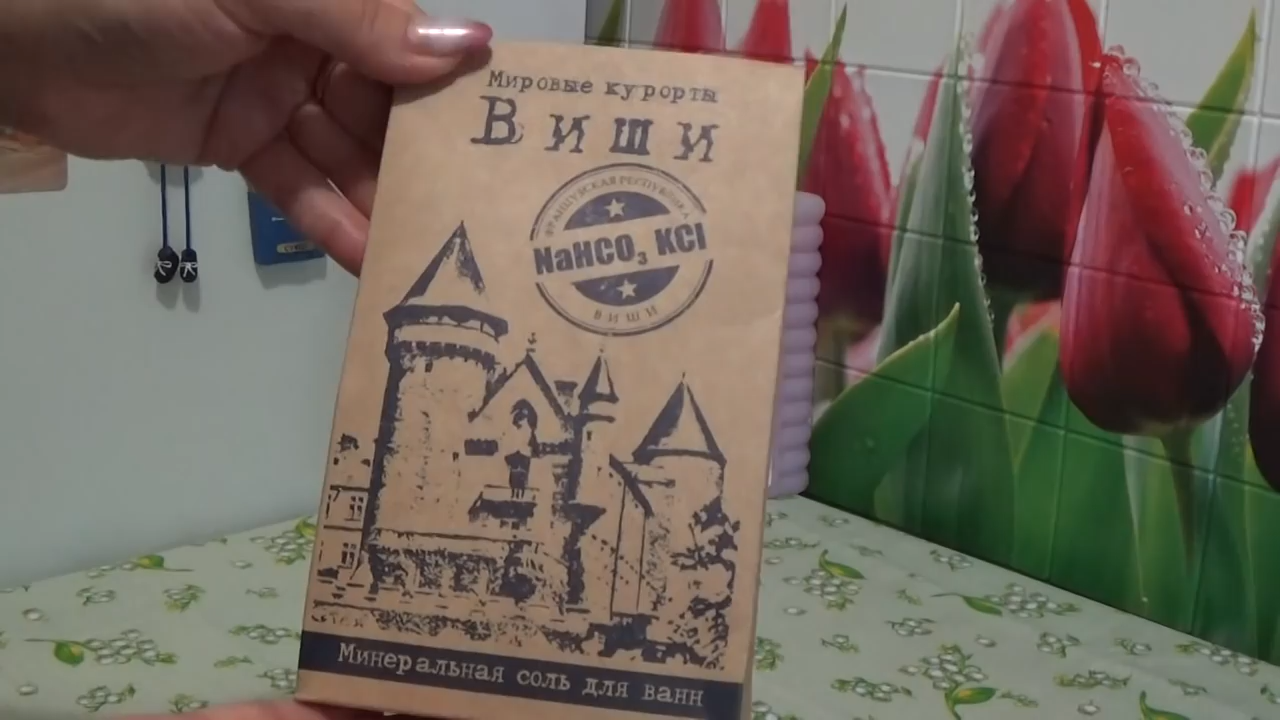 Мировые курорты
Виши
ФРАНЦУЗСКАЯ РЕСПУБЛИКА
NaHCO₃ KCl
ВИШИ
Минеральная соль для ванн